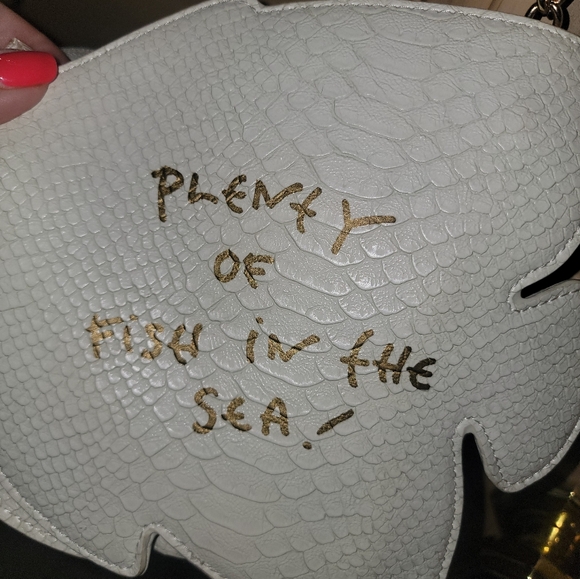 PLENTY
OF
FISH IN THE
SEA!